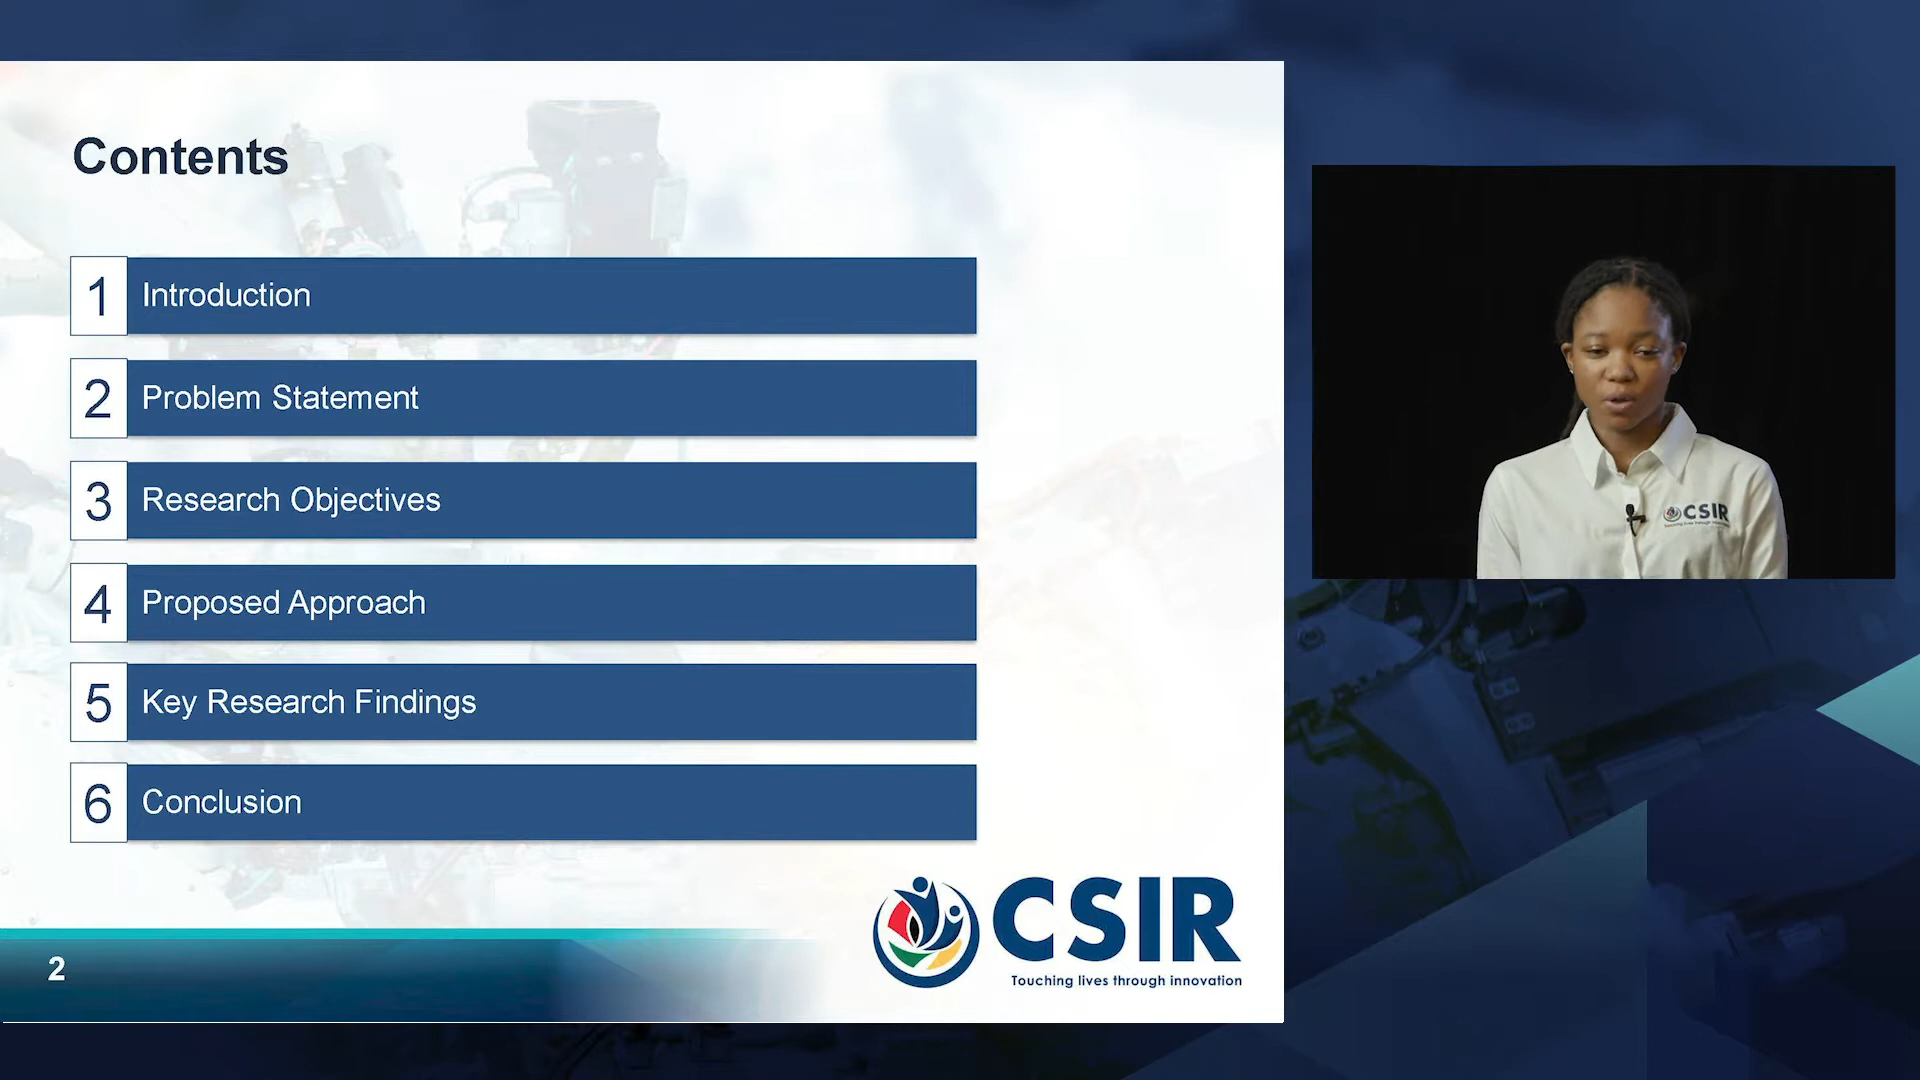 Contents
1 Introduction
2 Problem Statement
3 Research Objectives
4 Proposed Approach
5 Key Research Findings
6 Conclusion
CSIR
Touching lives through innovation
2
CSIR